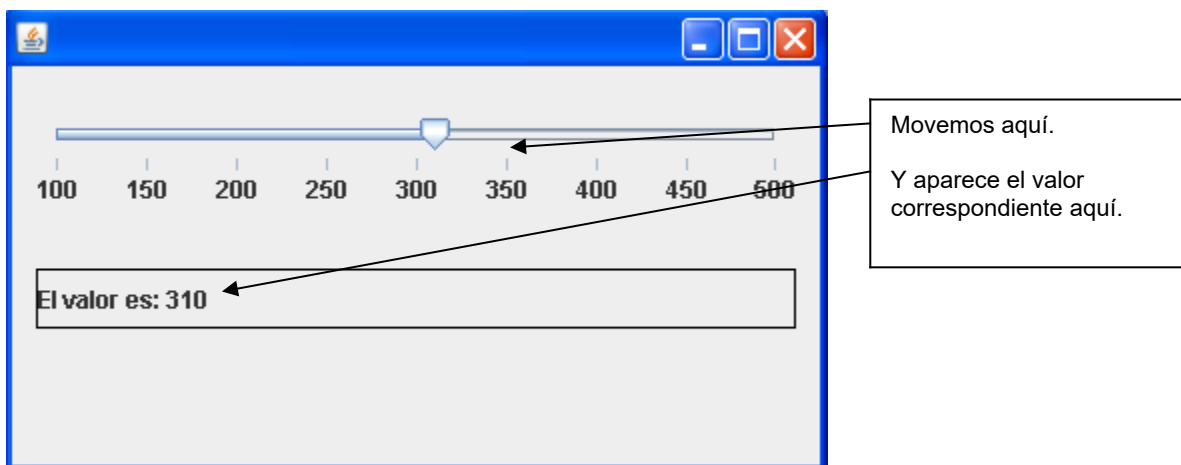 Movemos aquí.
Y aparece el valor
correspondiente aquí.
100 150 200 250 300 350 400 450 500
El valor es: 310